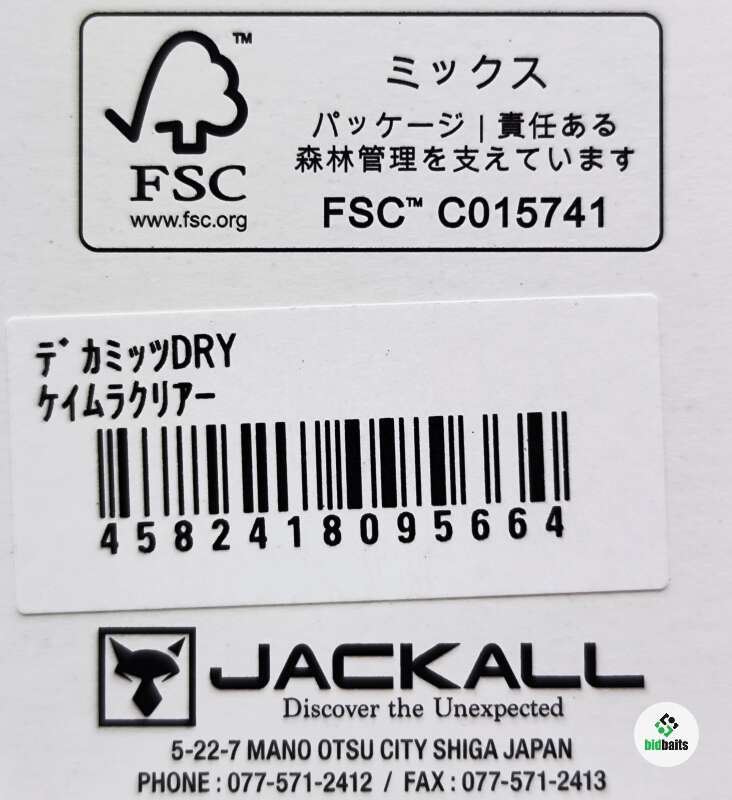 ™
FSC
www.fsc.org
ミックス
パッケージ | 責任ある
森林管理を支えています
FSC™ C015741
デカミッツDRY
ケイムラクリアー
4582418095664
JACKALL
Discover the Unexpected
5-22-7 MANO OTSU CITY SHIGA JAPAN
PHONE : 077-571-2412 / FAX : 077-571-2413
bidbaits